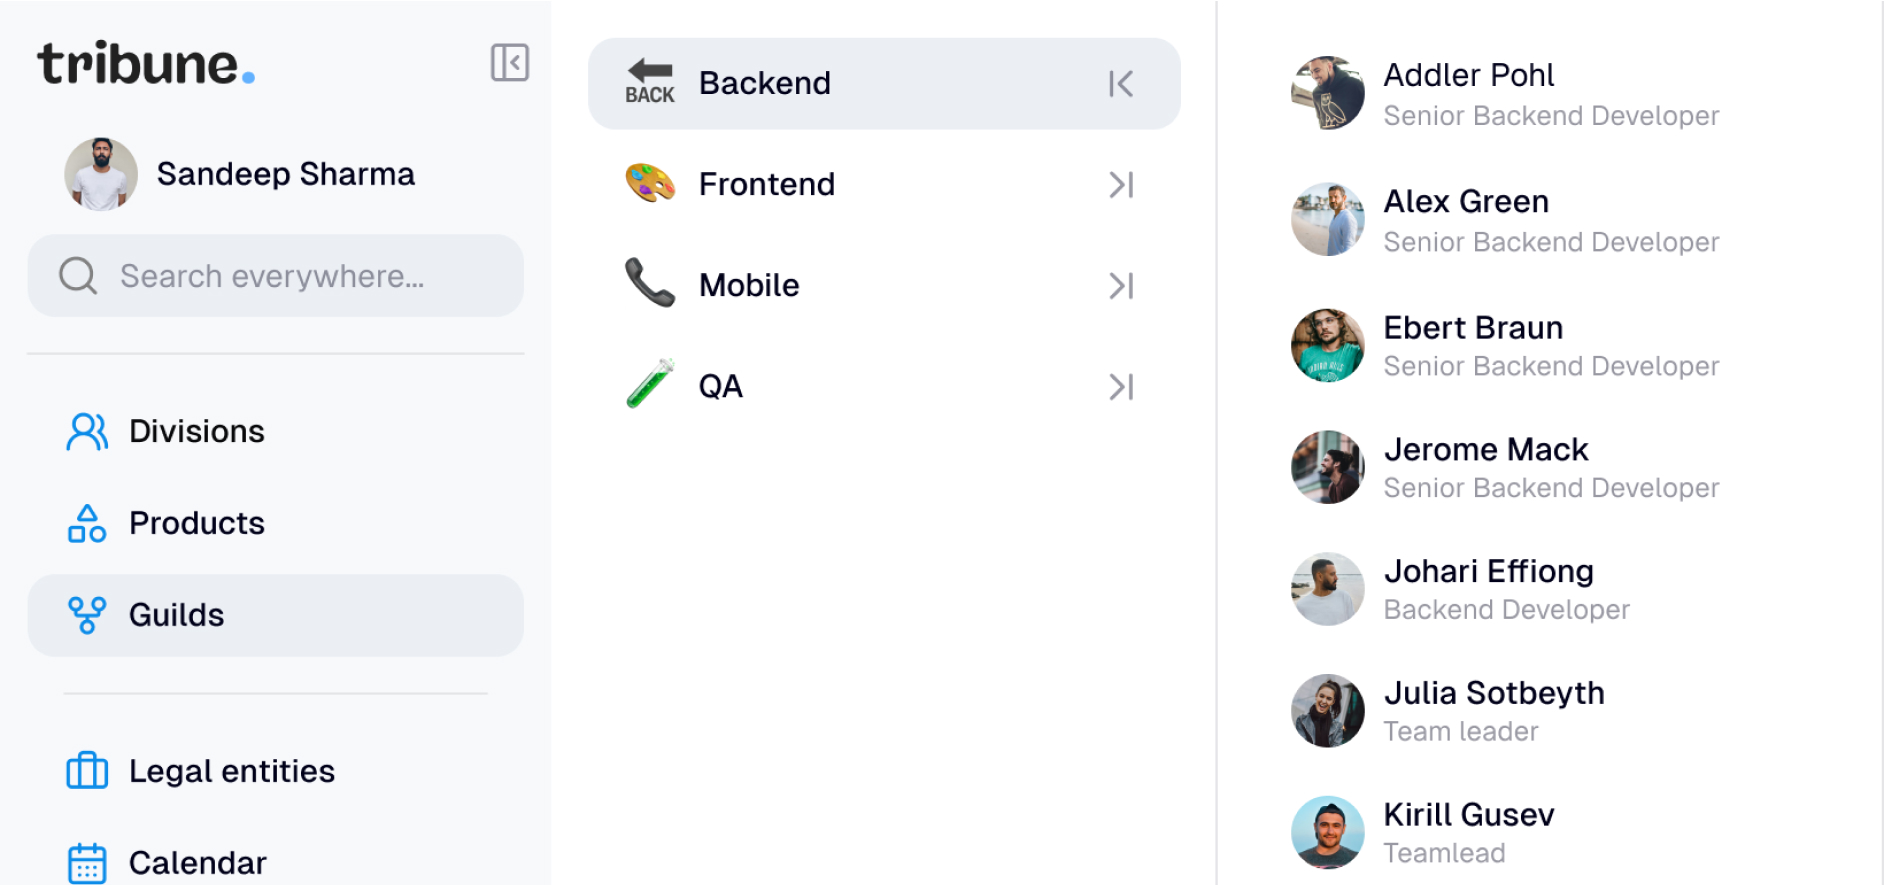 tribune.
Sandeep Sharma
Search everywhere...
Divisions
Products
Guilds
Legal entities
Calendar
BACK Backend
Frontend
Mobile
QA
Addler Pohl
Senior Backend Developer
Alex Green
Senior Backend Developer
Ebert Braun
Senior Backend Developer
Jerome Mack
Senior Backend Developer
Johari Effiong
Backend Developer
Julia Sotbeyth
Team leader
Kirill Gusev
Teamlead